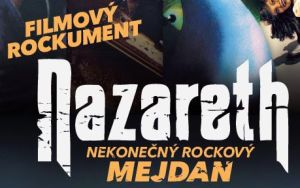 FILMOVÝ
ROCKUMENT
Nazareth
NEKONEČNÝ ROCKOVÝ
MEJDAN